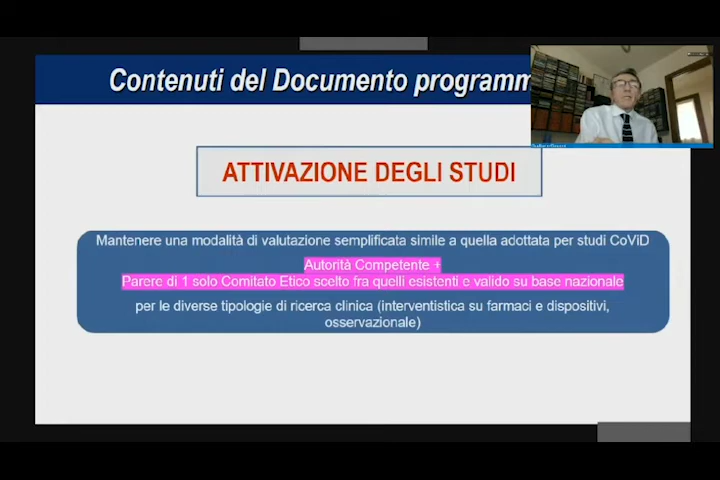 Contenuti del Documento programm
ATTIVAZIONE DEGLI STUDI
Mantenere una modalità di valutazione semplificata simile a quella adottata per studi CoViD
Autorità Competente +
Parere di 1 solo Comitato Etico scelto fra quelli esistenti e valido su base nazionale
per le diverse tipologie di ricerca clinica (interventistica su farmaci e dispositivi,
osservazionale)